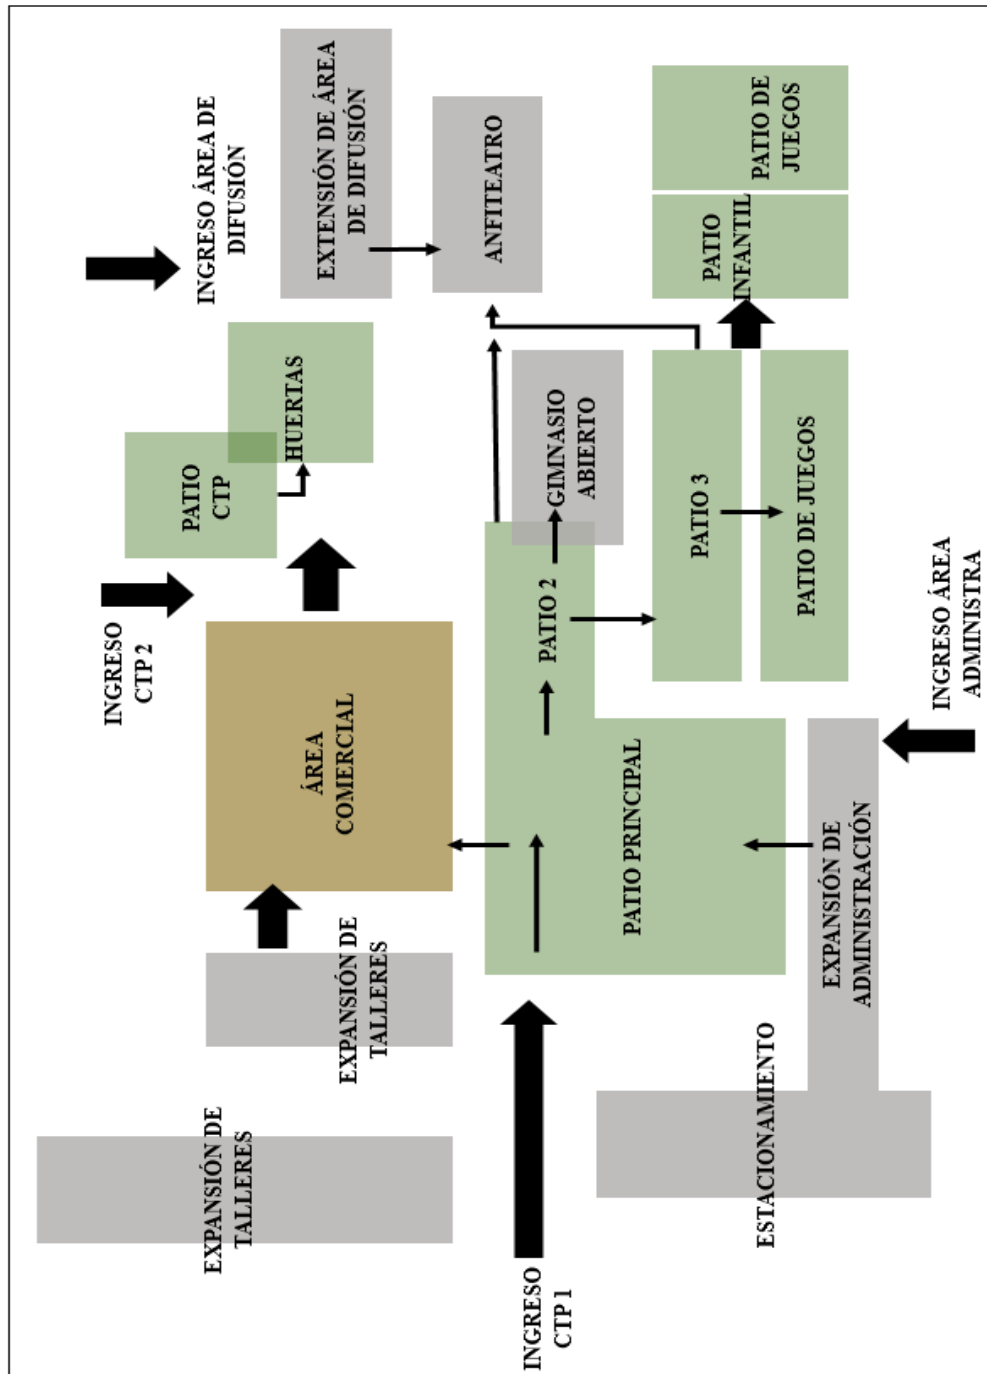 INGRESO ÁREA DE
DIFUSIÓN
EXTENSIÓN DE ÁREA
DE DIFUSIÓN
ANFITEATRO
PATIO DE
JUEGOS
PATIO
INFANTIL
HUERTAS
PATIO
CTP
GIMNASIO
ABIERTO
PATIO 3
PATIO DE JUEGOS
PATIO 2
INGRESO
CTP 2
ÁREA
COMERCIAL
INGRESO ÁREA
ADMINISTRA
PATIO PRINCIPAL
EXPANSIÓN DE
ADMINISTRACIÓN
EXPANSIÓN DE
TALLERES
ESTACIONAMIENTO
EXPANSIÓN DE
TALLERES
INGRESO
CTP 1